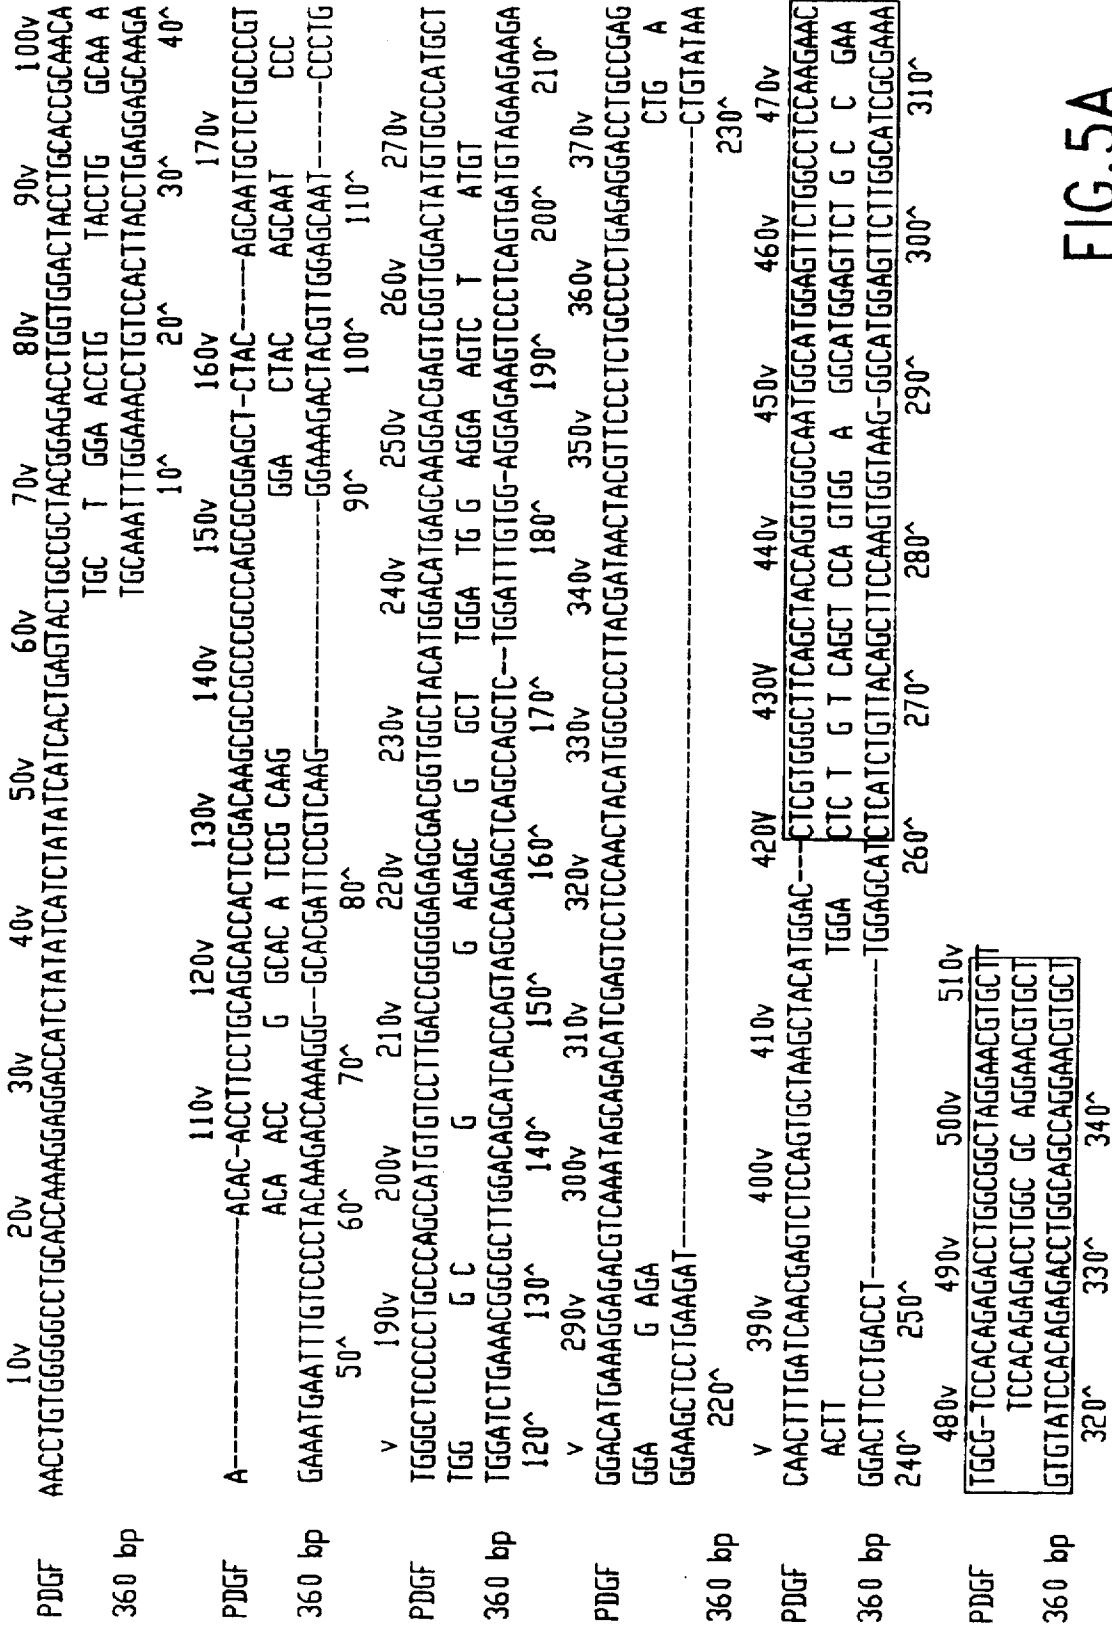 10v 20v 30v 40v 50v 60v 70v 80v 90v 100v
PDGF AACCTGTGGGGCCTGCACCAAAGGAGGACCATCTATATCATCTATATCATCACTGAGTACTGCCGCTACGGAGACCTGGTGGACTACCTGCACCGCAACA
TGC T GGA ACCTG TACCTG GCAA A
360 bp TGCAAATTTGGAAACCTGTCCACTTACCTGAGGAGCAAGA
10^ 20^ 30^ 40^
110v 120v 130v 140v 150v 160v 170v
PDGF A------------------ACAC-ACCTTCCTGCAGCACCACTCCGACAAGCGCCGCCCGCCCAGCGCGGAGCT-CTAC-----AGCAATGCTCTGCCCGT
ACA ACC G GCAC A TCCG CAAG GGA CTAC AGCAAT CCC
360 bp GAAATGAATTTGTCCCCTACAAGACCAAAGGG--GCACGATTCCGTCAAG------------------GGAAAGACTACGTTGGAGCAAT------CCCTG
50^ 60^ 70^ 80^ 90^ 100^ 110^
v 190v 200v 210v 220v 230v 240v 250v 260v 270v
PDGF TGGGCTCCCCCTGCCCAGCCATGTGTCCTTGACCGGGGAGAGCGACGGTGGCTACATGGACATGAGCAAGGACGAGTCGGTGGACTATGTGCCCATGCT
TGG G C G G AGAGC G GCT TGGA TG G AGGA AGTC T ATGT
360 bp TGGATCTGAAACGGCGCTTGGACAGCATCACCAGTAGCCAGAGCTCAGCCAGCTC--TGGATTTGTGG-AGGAGAAGTCCCTCAGTGATGTAGAAGAAGA
120^ 130^ 140^ 150^ 160^ 170^ 180^ 190^ 200^ 210^
v 290v 300v 310v 320v 330v 340v 350v 360v 370v
PDGF GGACATGAAAGGAGACGTCAAATAGCAGACATCGAGTCCTCCAACTACATGGCCCCTTACGATAACTACGTTCCCTCTGCCCCTGAGAGGACCTGCCGAG
GGA G AGA CTG A
360 bp GGAAGCTCCTGAAGAT--------------------------------------------------------------CTGTATAA
220^ 230^
v 390v 400v 410v 420V 430V 440v 450v 460v 470v
PDGF CAACTTTGATCAACGAGTCTCCAGTGCTAAGCTACATGGAC---CTCGTGGGCTTCAGCTACCAGGTGGCCAATGGCATGGAGTTCTGGCCTCCAAGAAC
ACTT TGGA CTC T G T CAGCT CCA GTGG A GGCATGGAGTTCT G C C GAA
360 bp GGACTTCCTGACCT----------------------TGGAGCATCTCATCTGTTACAGCTTCCAAGTGGTAAG-GGCATGGAGTTCTTGGCATCGCGAAA
240^ 250^ 260^ 270^ 280^ 290^ 300^ 310^
480v 490v 500v 510v
PDGF TGCG-TCCACAGAGACCTGGCGGCTAGGAACGTGCTT
TCCACAGAGACCTGGC GC AGGAACGTGCT
360 bp GTGTATCCACAGAGACCTGGCAGCCAGGAACGTGCT
320^ 330^ 340^
FIG.5A